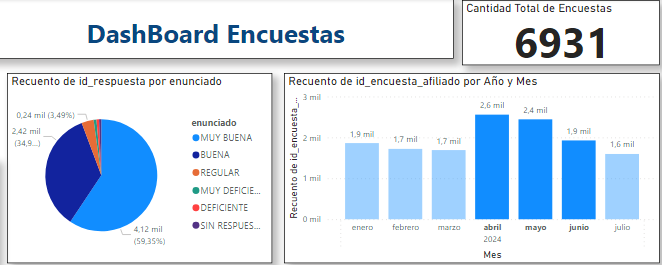 DashBoard Encuestas
Cantidad Total de Encuestas
6931
Recuento de id_respuesta por enunciado
0,24 mil (3,49%)
2,42 mil
(34,9...)
4,12 mil
(59,35%)
enunciado
MUY BUENA
BUENA
REGULAR
MUY DEFICIE...
DEFICIENTE
SIN RESPUES...
Recuento de id_encuesta_afiliado por Año y Mes
Recuento de id_encuesta_...
3 mil
2 mil
1 mil
0 mil
1,9 mil
1,7 mil
1,7 mil
2,6 mil
2,4 mil
1,9 mil
1,6 mil
enero
febrero
marzo
abril
mayo
junio
julio
2024
Mes